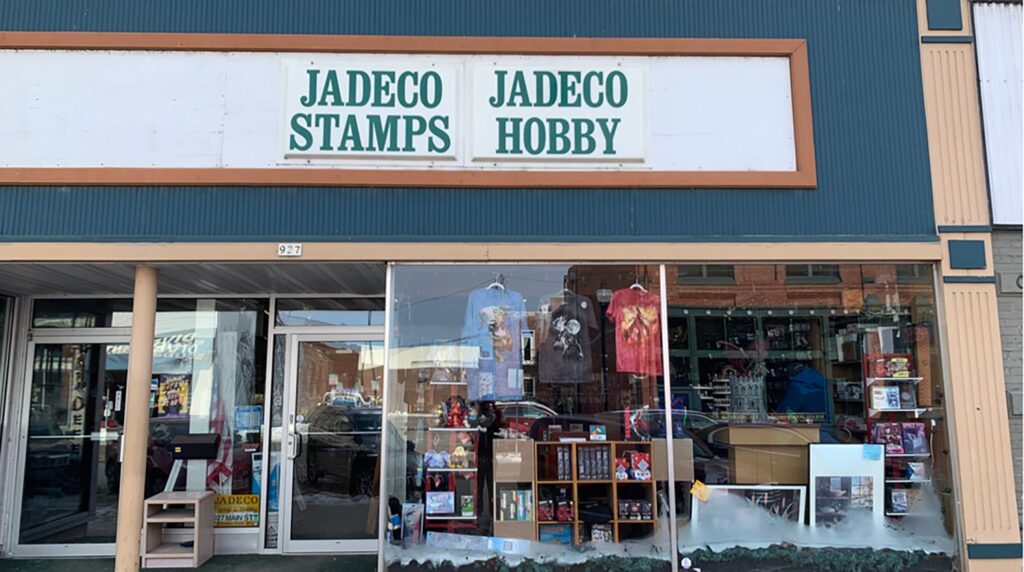 JADECO
STAMPS
JADECO
HOBBY
927
JADECO
927 MAIN ST